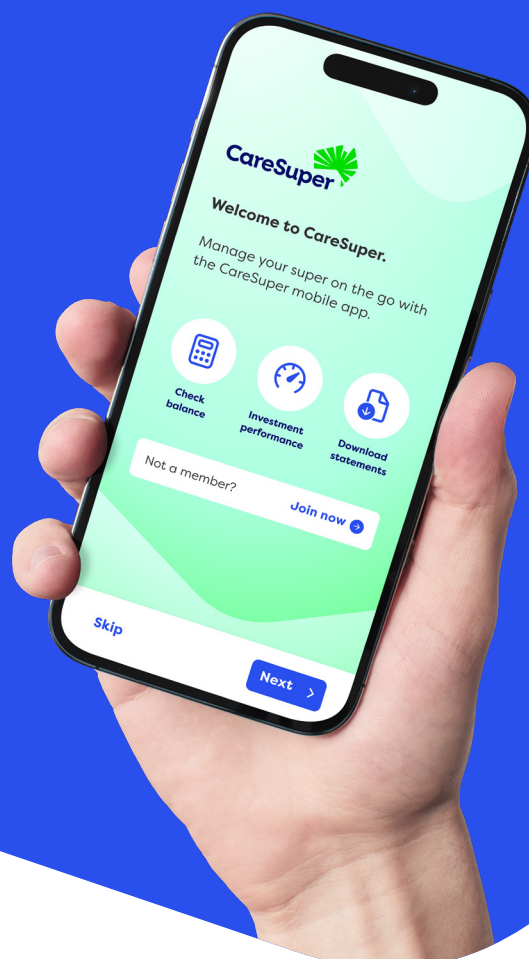 CareSuper
Welcome to CareSuper.
Manage your super on the go with
the CareSuper mobile app.
Check
balance
Investment
performance
Download
statements
Not a member?
Join now
Skip
Next